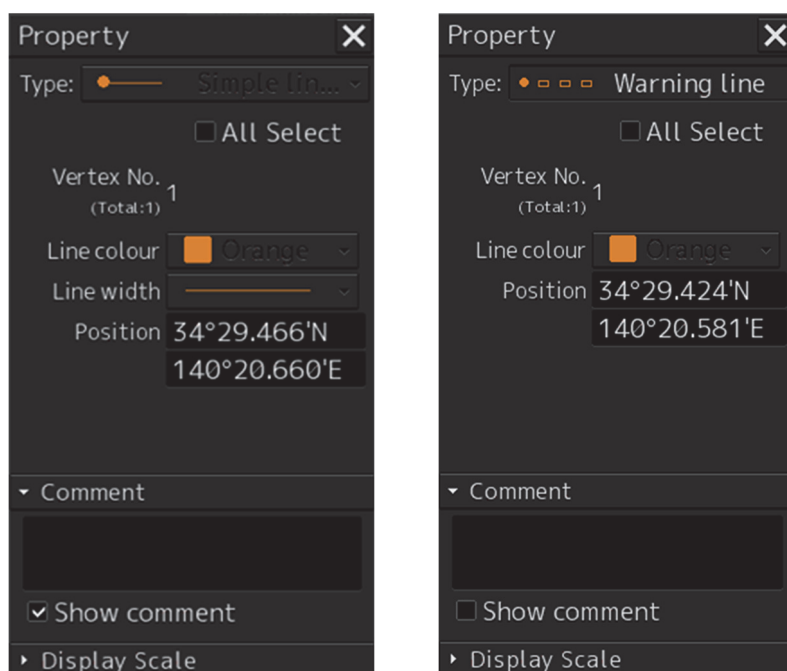 Property
Type: Simple lin...
All Select
Vertex No. 1
(Total:1)
Line colour Orange
Line width
Position 34°29.466'N
140°20.660'E
Comment
Show comment
Display Scale
Property
Type: Warning line
All Select
Vertex No. 1
(Total:1)
Line colour Orange
Position 34°29.424'N
140°20.581'E
Comment
Show comment
Display Scale